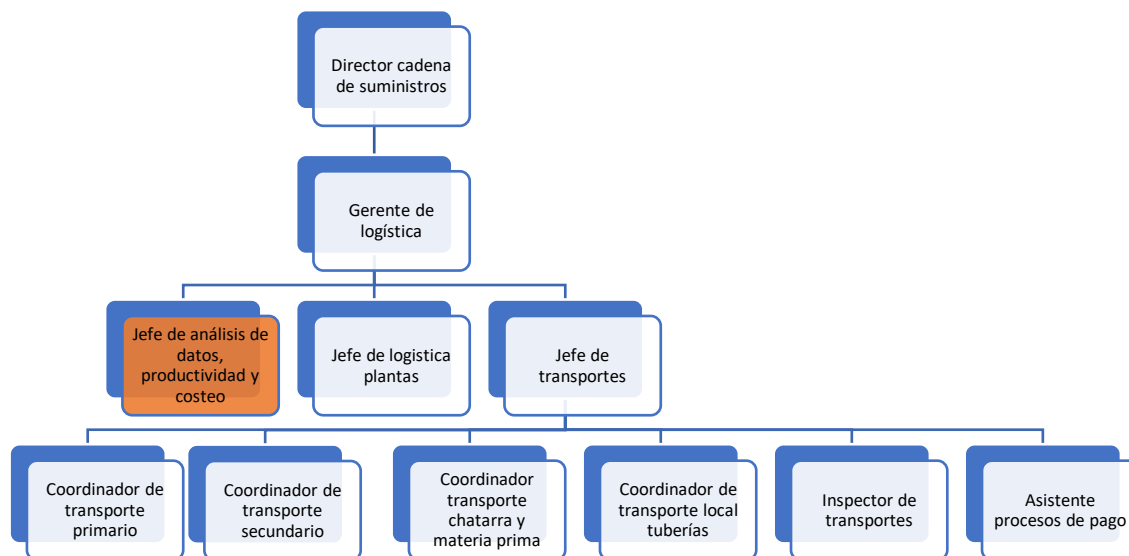 Director cadena
de suministros
Gerente de
logística
Jefe de análisis de
datos,
productividad y
costeo
Jefe de logistica
plantas
Jefe de
transportes
Coordinador de
transporte
primario
Coordinador de
transporte
secundario
Coordinador
transporte
chatarra y
materia prima
Coordinador de
transporte local
tuberías
Inspector de
transportes
Asistente
procesos de pago